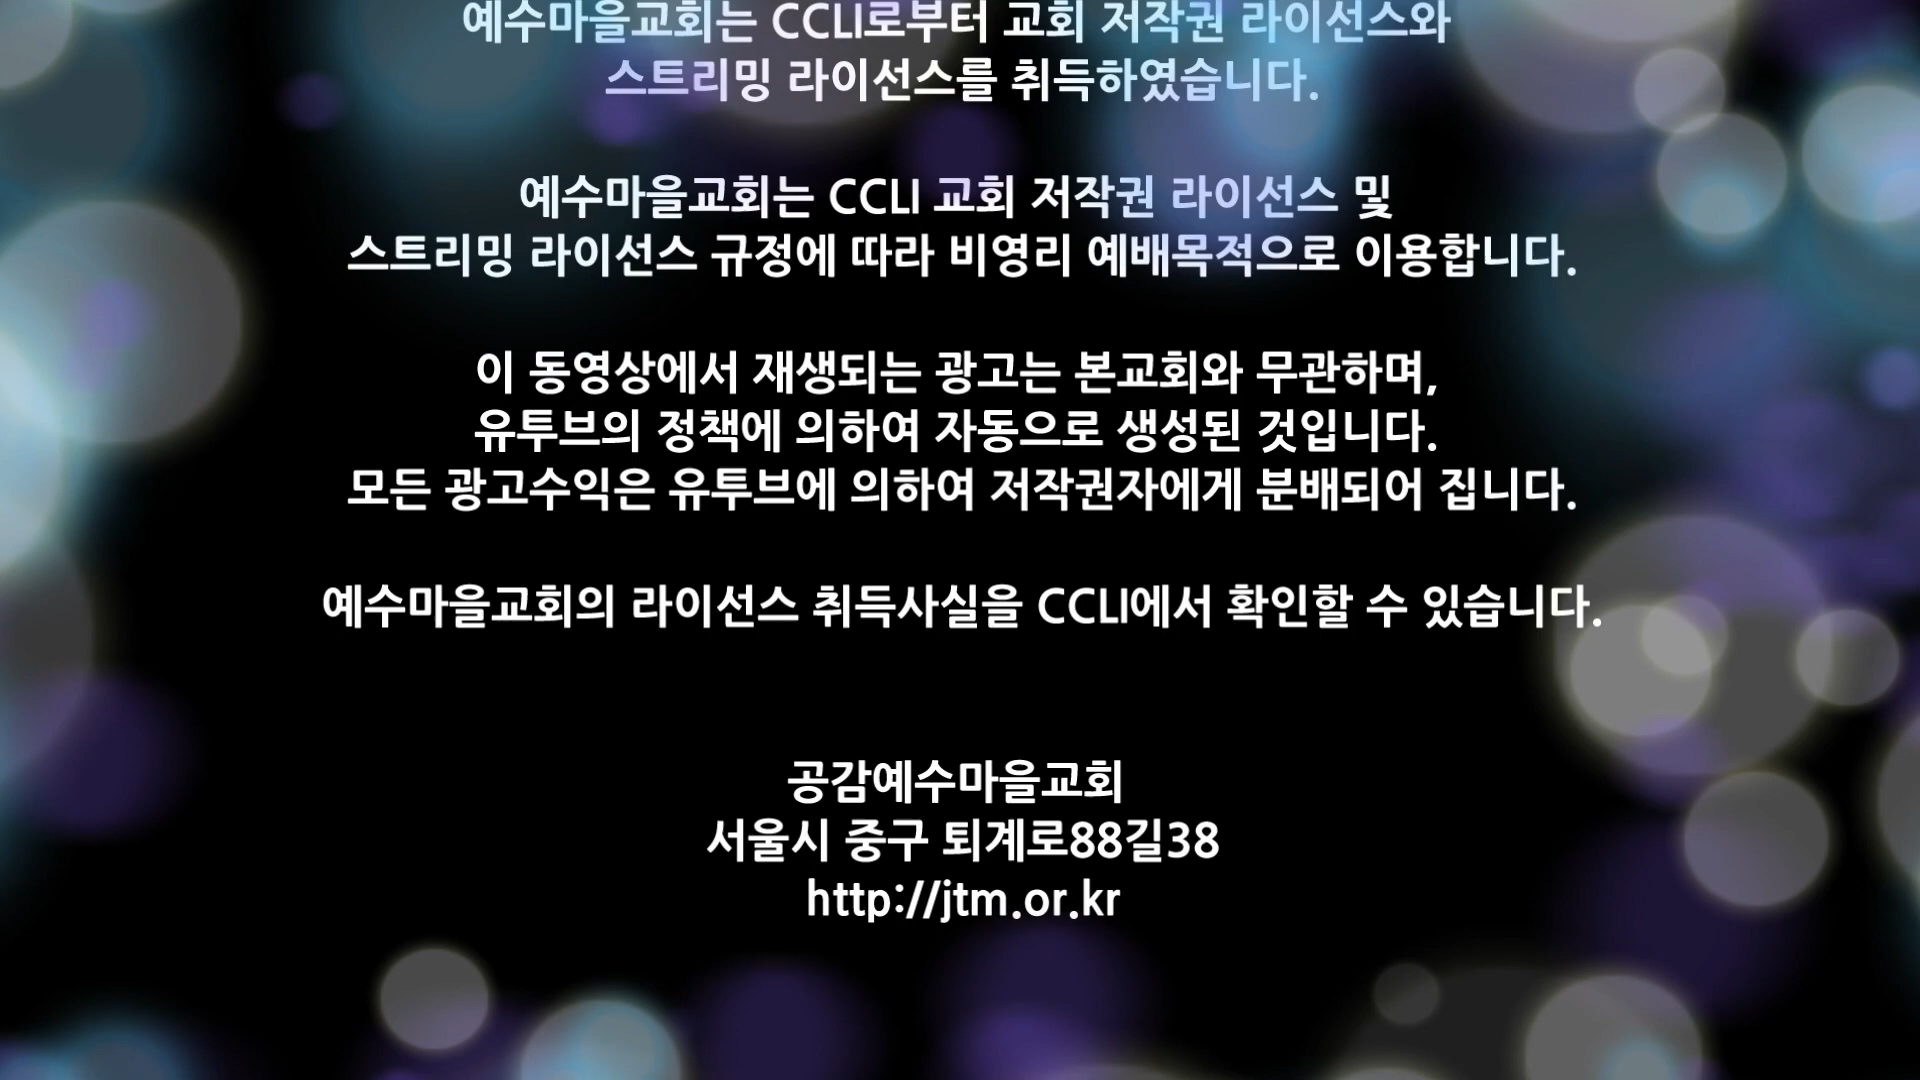 예수마을교회는 CCLI로부터 교회 저작권 라이선스와
스트리밍 라이선스를 취득하였습니다.
예수마을교회는 CCLI 교회 저작권 라이선스 및
스트리밍 라이선스 규정에 따라 비영리 예배목적으로 이용합니다.
이 동영상에서 재생되는 광고는 본교회와 무관하며,
유투브의 정책에 의하여 자동으로 생성된 것입니다.
모든 광고수익은 유투브에 의하여 저작권자에게 분배되어 집니다.
예수마을교회의 라이선스 취득사실을 CCLI에서 확인할 수 있습니다.
공감예수마을교회
서울시 중구 퇴계로88길38
http://jtm.or.kr